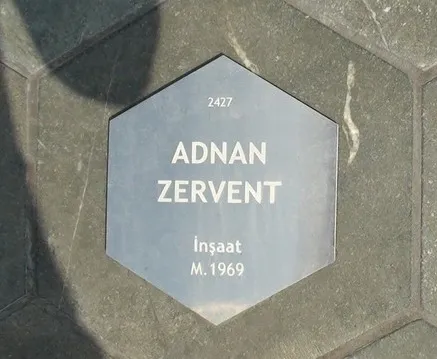 2427
ADNAN
ZERVENT
İnşaat
M.1969